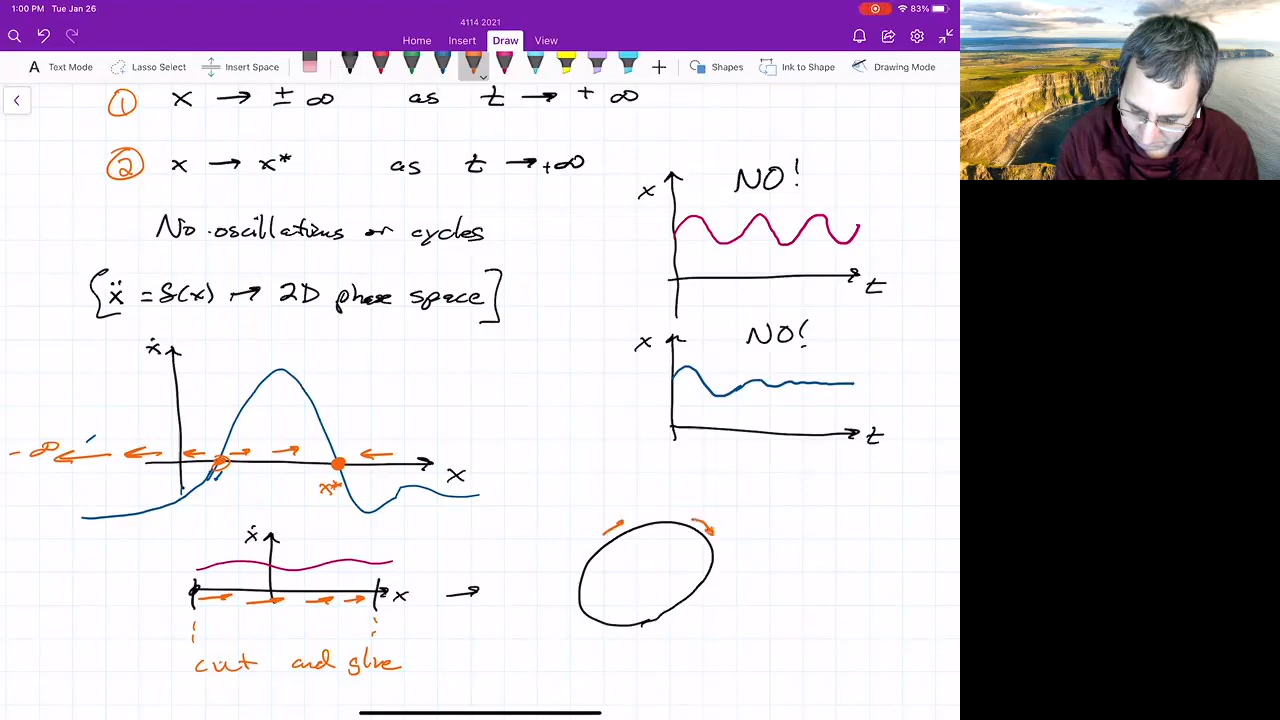 1:00 PM Tue Jan 26
83%
4114 2021
Home Insert Draw View
Text Mode Lasso Select Insert Space Shapes Ink to Shape Drawing Mode
① x → ± ∞ as t → + ∞
② x → x* as t → +∞
No oscillations or cycles
[ẍ = f(x) → 2D phase space]
x NO!
t
x NO!
t
ẋ
-∞
x
x*
ẋ
x →
cut and glue